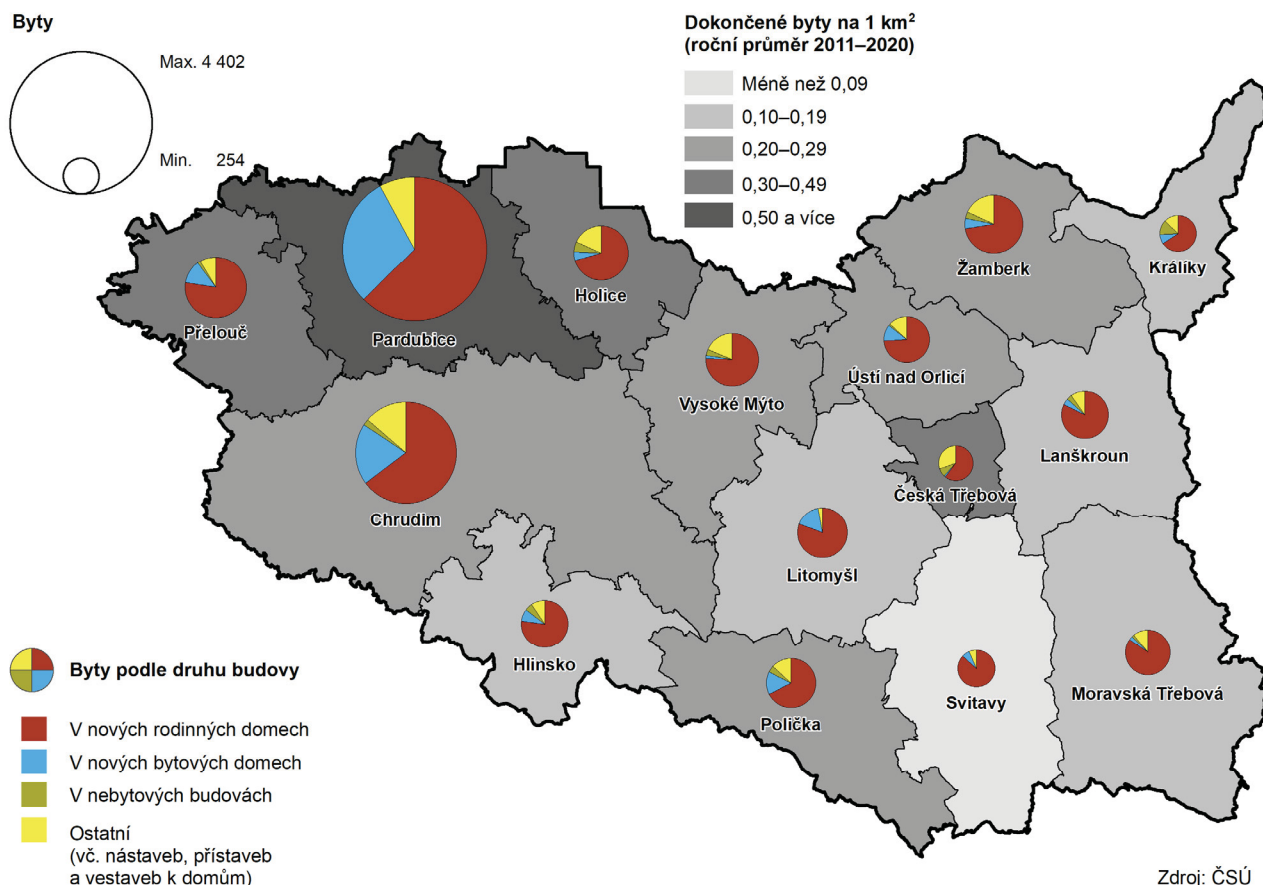 Byty
Max. 4 402
Min. 254
Dokončené byty na 1 km²
(roční průměr 2011–2020)
Méně než 0,09
0,10–0,19
0,20–0,29
0,30–0,49
0,50 a více
Přelouč
Pardubice
Holice
Žamberk
Králíky
Vysoké Mýto
Ústí nad Orlicí
Lanškroun
Česká Třebová
Chrudim
Litomyšl
Hlinsko
Polička
Svitavy
Moravská Třebová
Byty podle druhu budovy
V nových rodinných domech
V nových bytových domech
V nebytových budovách
Ostatní
(vč. nástaveb, přístaveb
a vestaveb k domům)
Zdroj: ČSÚ